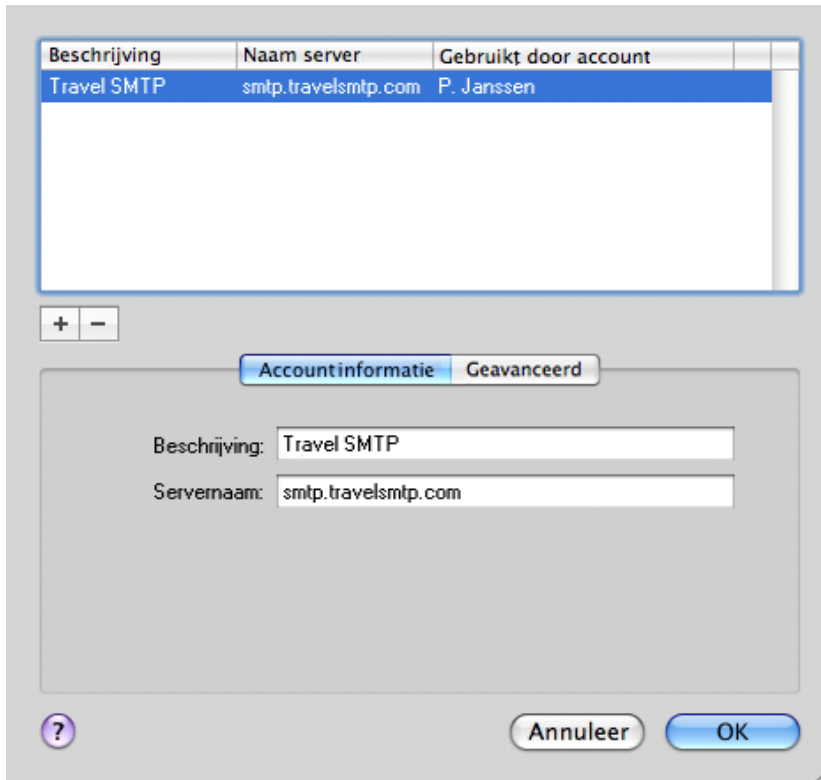 Beschrijving Naam server Gebruikt door account
Travel SMTP smtp.travelsmtp.com P. Janssen
+ −
Accountinformatie Geavanceerd
Beschrijving: Travel SMTP
Servernaam: smtp.travelsmtp.com
? Annuleer OK